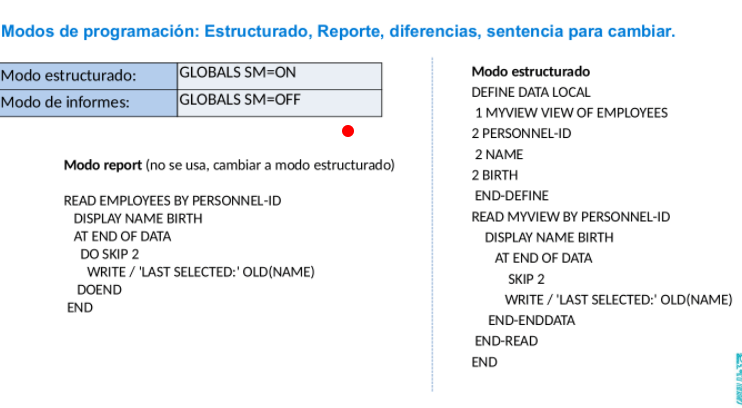 Modos de programación: Estructurado, Reporte, diferencias, sentencia para cambiar.
Modo estructurado: GLOBALS SM=ON
Modo de informes: GLOBALS SM=OFF
Modo report (no se usa, cambiar a modo estructurado)
READ EMPLOYEES BY PERSONNEL-ID
DISPLAY NAME BIRTH
AT END OF DATA
DO SKIP 2
WRITE / 'LAST SELECTED:' OLD(NAME)
DOEND
END
Modo estructurado
DEFINE DATA LOCAL
1 MYVIEW VIEW OF EMPLOYEES
2 PERSONNEL-ID
2 NAME
2 BIRTH
END-DEFINE
READ MYVIEW BY PERSONNEL-ID
DISPLAY NAME BIRTH
AT END OF DATA
SKIP 2
WRITE / 'LAST SELECTED:' OLD(NAME)
END-ENDDATA
END-READ
END